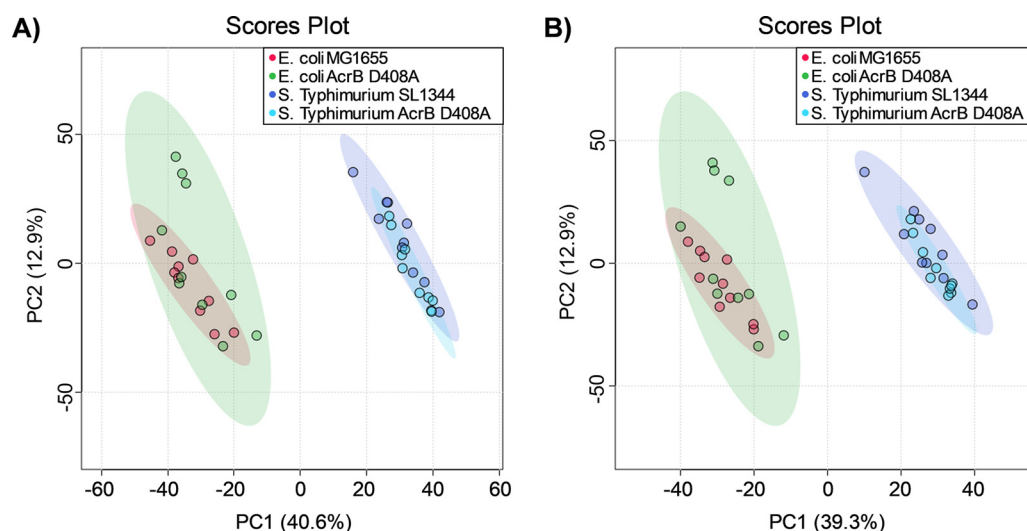 A)
Scores Plot
E. coli MG1655
E. coli AcrB D408A
S. Typhimurium SL1344
S. Typhimurium AcrB D408A
PC2 (12.9%)
50
0
-50
-60 -40 -20 0 20 40 60
PC1 (40.6%)
B)
Scores Plot
E. coli MG1655
E. coli AcrB D408A
S. Typhimurium SL1344
S. Typhimurium AcrB D408A
PC2 (12.9%)
50
0
-50
-40 -20 0 20 40
PC1 (39.3%)